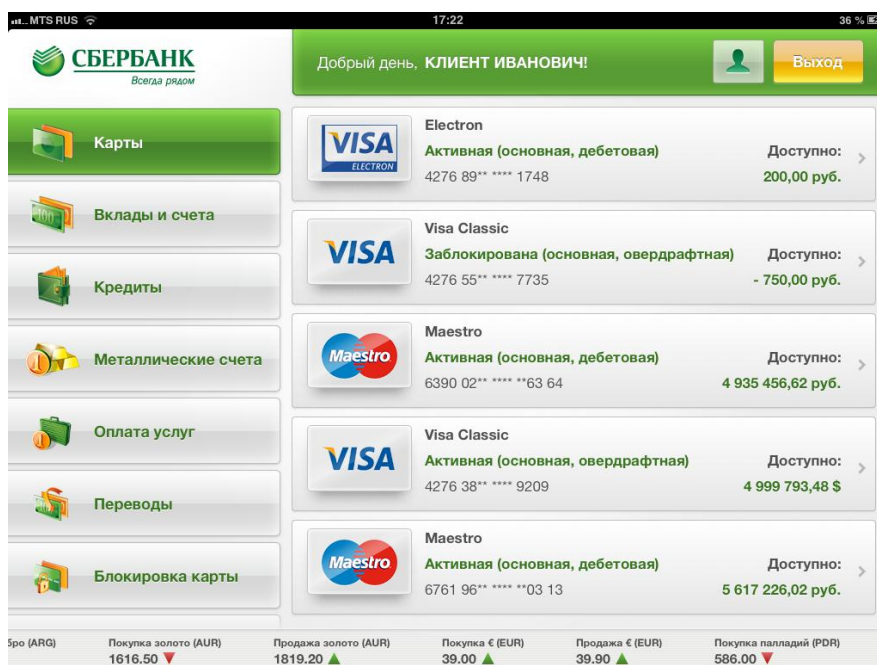 MTS RUS 17:22 36 %
СБЕРБАНК
Всегда рядом
Добрый день, КЛИЕНТ ИВАНОВИЧ!
Выход
Карты
Вклады и счета
Кредиты
Металлические счета
Оплата услуг
Переводы
Блокировка карты
VISA
ELECTRON
Electron
Активная (основная, дебетовая)
Доступно:
4276 89** **** 1748
200,00 руб.
VISA
Visa Classic
Заблокирована (основная, овердрафтная)
Доступно:
4276 55** **** 7735
- 750,00 руб.
Maestro
Maestro
Активная (основная, дебетовая)
Доступно:
6390 02** **** **63 64
4 935 456,62 руб.
VISA
Visa Classic
Активная (основная, овердрафтная)
Доступно:
4276 38** **** 9209
4 999 793,48 $
Maestro
Maestro
Активная (основная, дебетовая)
Доступно:
6761 96** **** **03 13
5 617 226,02 руб.
бро (ARG)
Покупка золото (AUR)
1616.50 ▼
Продажа золото (AUR)
1819.20 ▲
Покупка € (EUR)
39.00 ▲
Продажа € (EUR)
39.90 ▲
Покупка палладий (PDR)
586.00 ▼